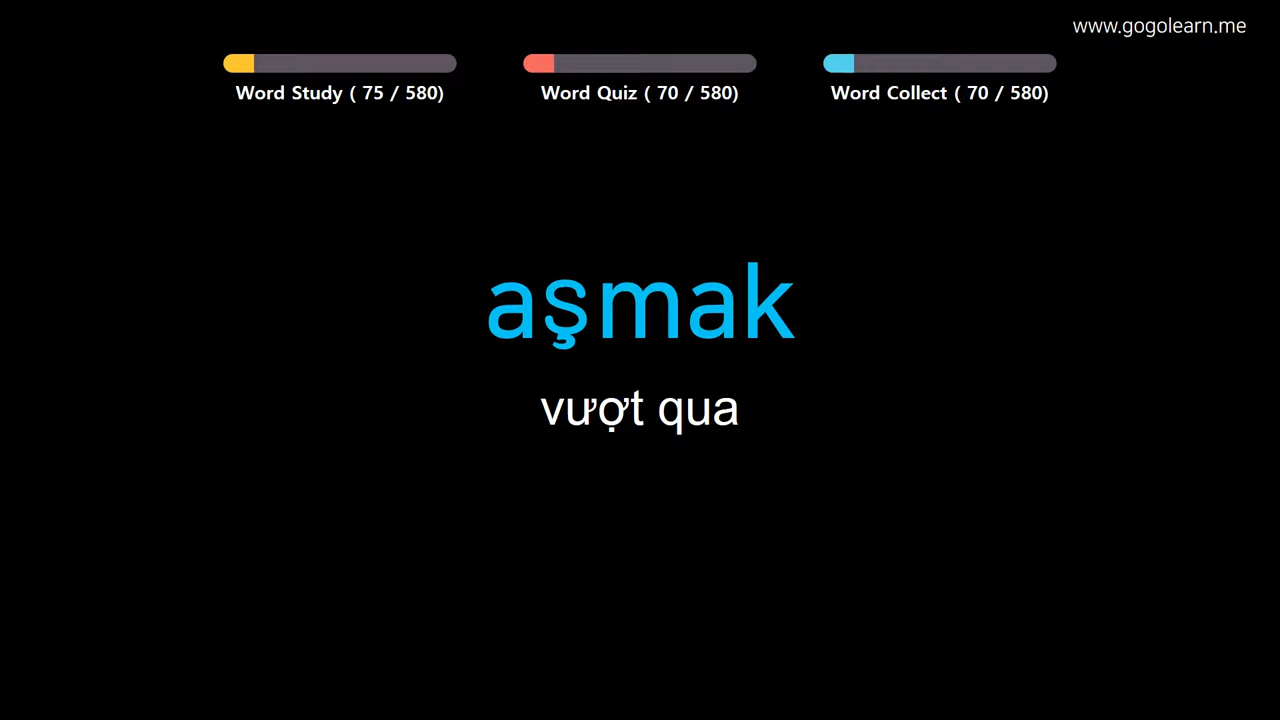 www.gogolearn.me
Word Study ( 75 / 580)
Word Quiz ( 70 / 580)
Word Collect ( 70 / 580)
aşmak
vượt qua